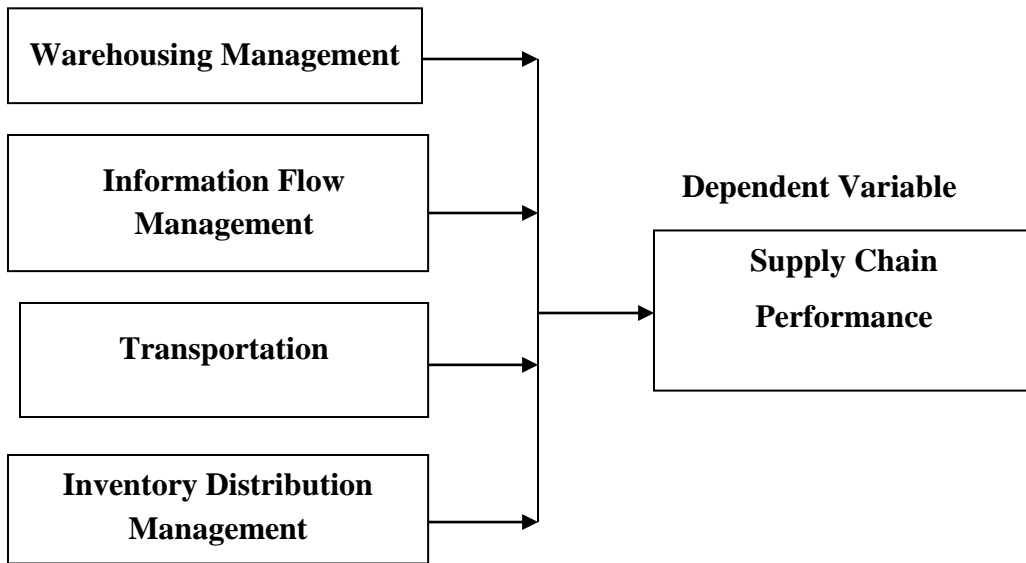 Warehousing Management
Information Flow
Management
Transportation
Inventory Distribution
Management
Dependent Variable
Supply Chain
Performance